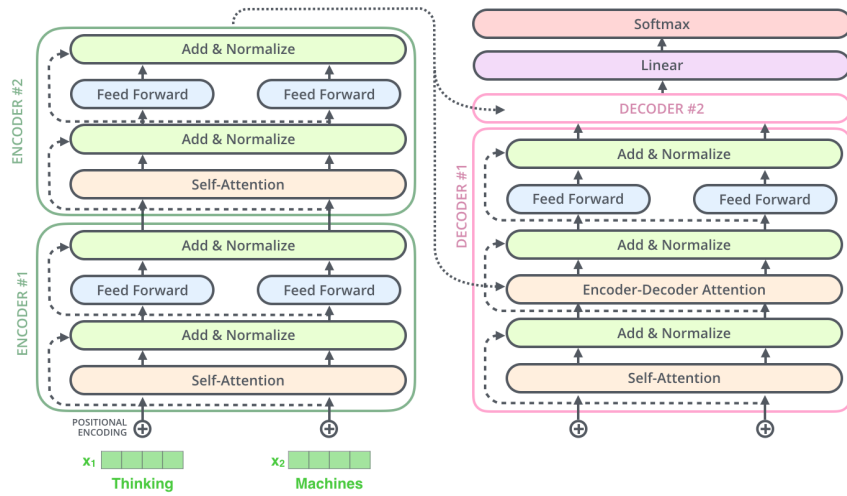 ENCODER #2
Add & Normalize
Feed Forward
Feed Forward
Add & Normalize
Self-Attention
ENCODER #1
Add & Normalize
Feed Forward
Feed Forward
Add & Normalize
Self-Attention
POSITIONAL
ENCODING
x₁
x₂
Thinking
Machines
Softmax
Linear
DECODER #2
DECODER #1
Add & Normalize
Feed Forward
Feed Forward
Add & Normalize
Encoder-Decoder Attention
Add & Normalize
Self-Attention